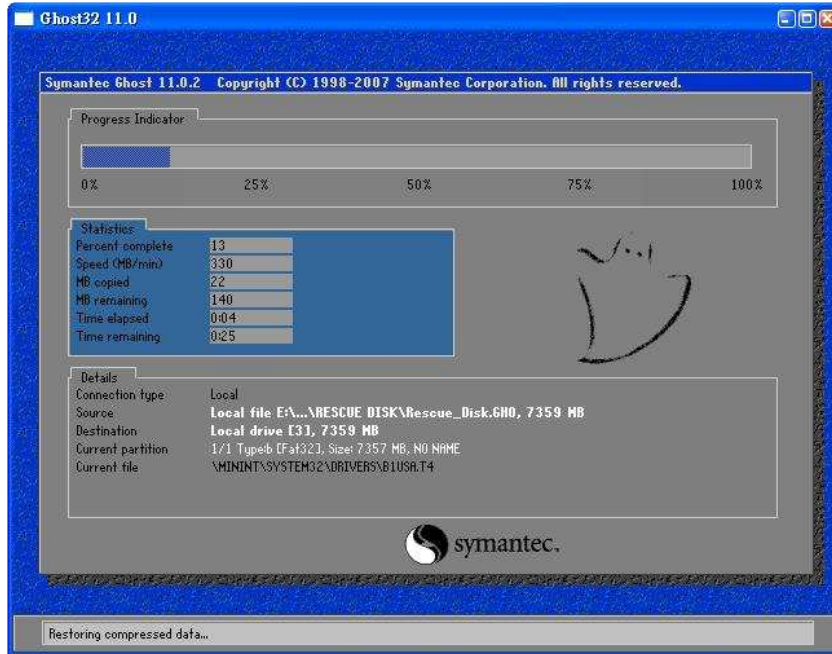 Ghost32 11.0
Symantec Ghost 11.0.2 Copyright (C) 1998-2007 Symantec Corporation. All rights reserved.
Progress Indicator
0% 25% 50% 75% 100%
Statistics
Percent complete 13
Speed (MB/min) 330
MB copied 22
MB remaining 140
Time elapsed 0:04
Time remaining 0:25
Details
Connection type Local
Source Local file E:\...\RESCUE DISK\Rescue_Disk.GHO, 7359 MB
Destination Local drive [3], 7359 MB
Current partition 1/1 Type:b [Fat32], Size: 7357 MB, NO NAME
Current file \MININT\SYSTEM32\DRIVERS\B1USA.T4
symantec.
Restoring compressed data...